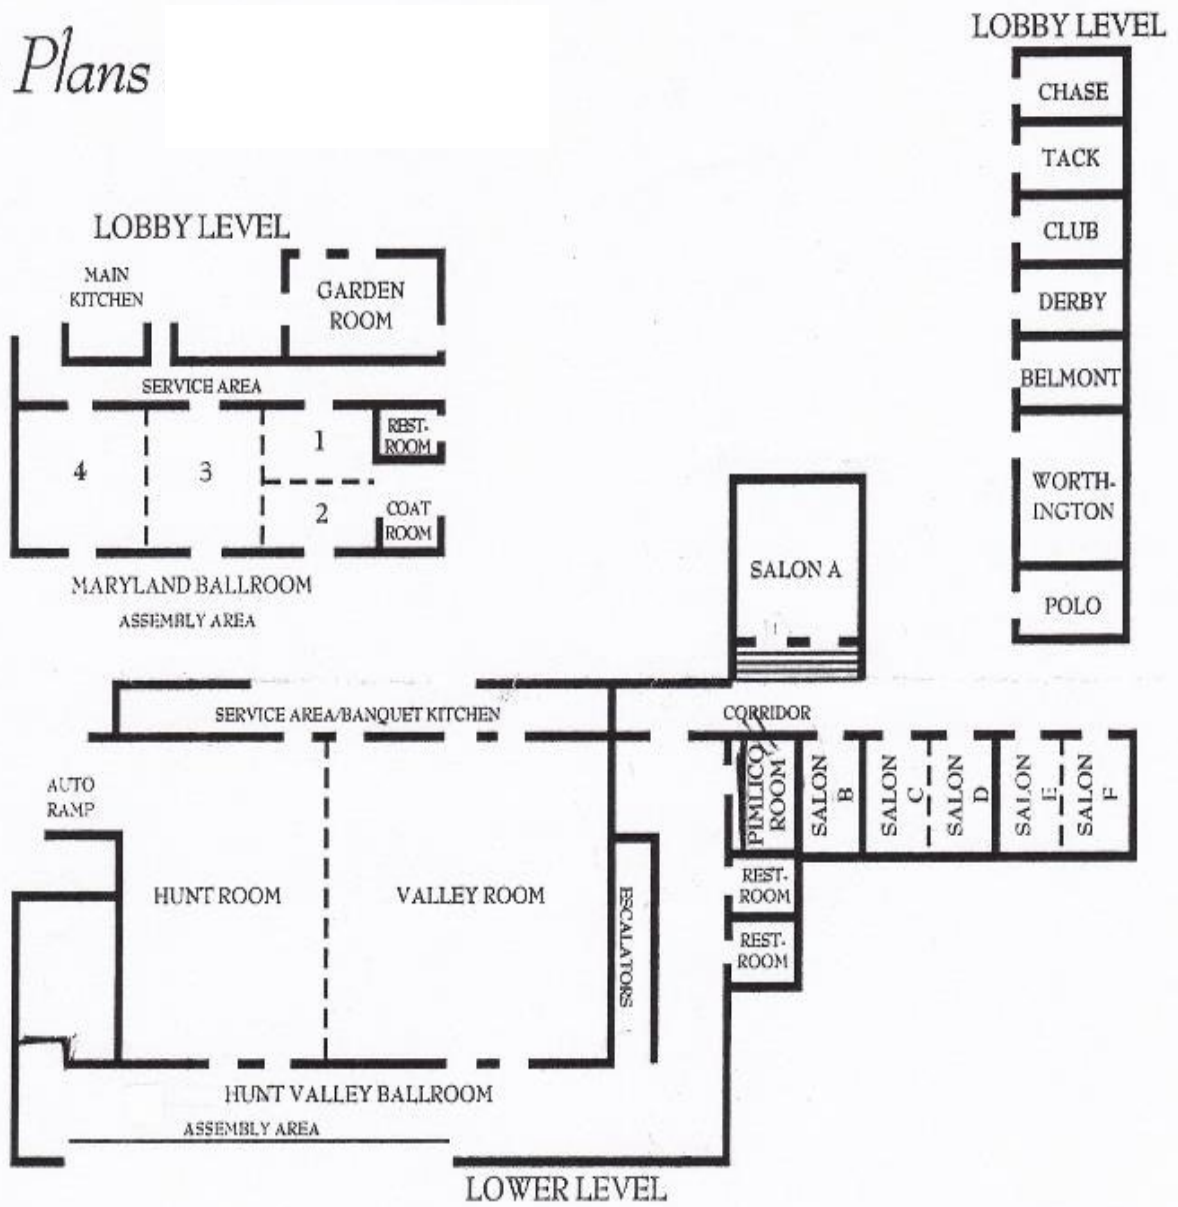 Plans
LOBBY LEVEL
CHASE
TACK
CLUB
DERBY
BELMONT
WORTH-
INGTON
POLO
LOBBY LEVEL
MAIN
KITCHEN
GARDEN
ROOM
SERVICE AREA
4
3
1
2
REST-
ROOM
COAT
ROOM
MARYLAND BALLROOM
ASSEMBLY AREA
SALON A
SERVICE AREA/BANQUET KITCHEN
CORRIDOR
AUTO
RAMP
HUNT ROOM
VALLEY ROOM
ESCALATORS
PIMLICO
ROOM
SALON
B
SALON
C
SALON
D
SALON
E
SALON
F
REST-
ROOM
REST-
ROOM
HUNT VALLEY BALLROOM
ASSEMBLY AREA
LOWER LEVEL